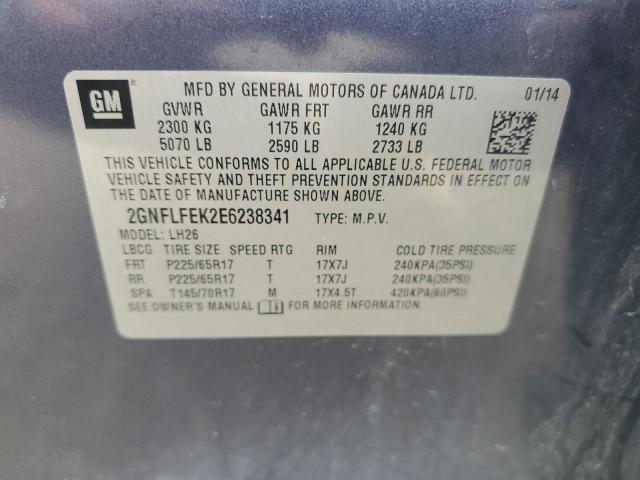 GM
MFD BY GENERAL MOTORS OF CANADA LTD. 01/14
GVWR GAWR FRT GAWR RR
2300 KG 1175 KG 1240 KG
5070 LB 2590 LB 2733 LB
THIS VEHICLE CONFORMS TO ALL APPLICABLE U.S. FEDERAL MOTOR
VEHICLE SAFETY AND THEFT PREVENTION STANDARDS IN EFFECT ON
THE DATE OF MANUFACTURE SHOWN ABOVE.
2GNFLFEK2E6238341 TYPE: M.P.V.
MODEL: LH26
LBCG TIRE SIZE SPEED RTG RIM COLD TIRE PRESSURE
FRT P225/65R17 T 17X7J 240KPA(35PSI)
RR P225/65R17 T 17X7J 240KPA(35PSI)
SPA T145/70R17 M 17X4.5T 420KPA(60PSI)
SEE OWNER'S MANUAL FOR MORE INFORMATION.